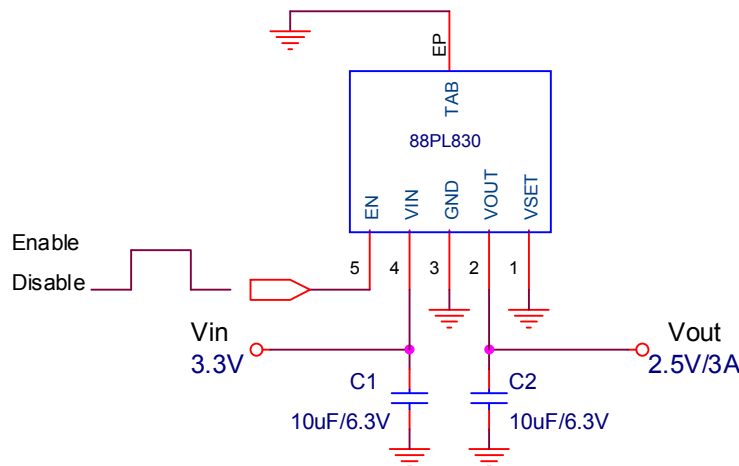 EP
TAB
88PL830
EN
VIN
GND
VOUT
VSET
Enable
Disable
5
4
3
2
1
Vin
3.3V
Vout
2.5V/3A
C1
10uF/6.3V
C2
10uF/6.3V